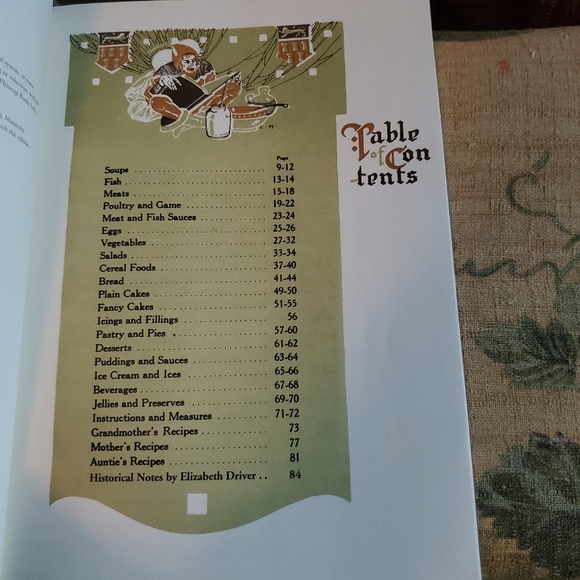 Table
of Con
-tents
Page
Soups 9-12
Fish 13-14
Meats 15-18
Poultry and Game 19-22
Meat and Fish Sauces 23-24
Eggs 25-26
Vegetables 27-32
Salads 33-34
Cereal Foods 37-40
Bread 41-44
Plain Cakes 49-50
Fancy Cakes 51-55
Icings and Fillings 56
Pastry and Pies 57-60
Desserts 61-62
Puddings and Sauces 63-64
Ice Cream and Ices 65-66
Beverages 67-68
Jellies and Preserves 69-70
Instructions and Measures 71-72
Grandmother's Recipes 73
Mother's Recipes 77
Auntie's Recipes 81
Historical Notes by Elizabeth Driver 84